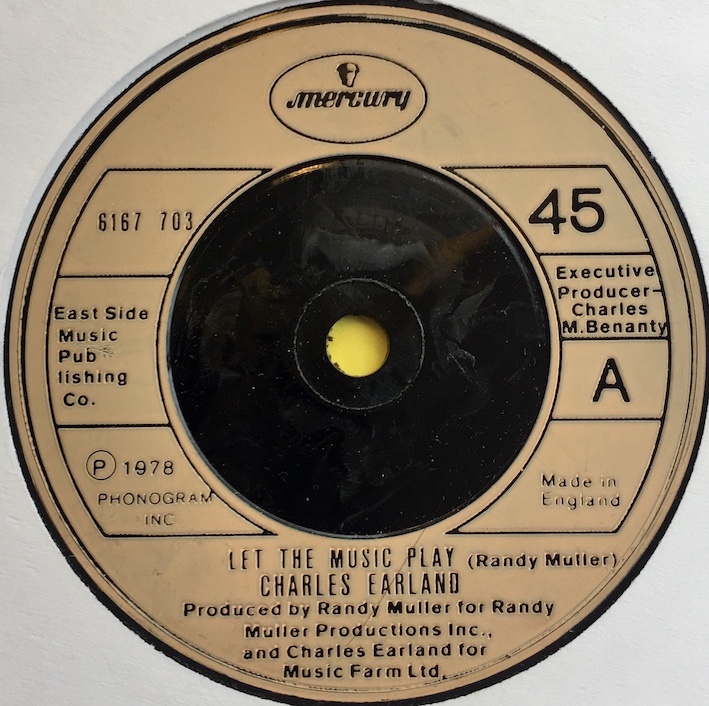 mercury
6167 703
45
East Side
Music
Pub
lishing
Co.
Executive
Producer-
Charles
M.Benanty
A
Ⓟ 1978
PHONOGRAM
INC
Made in
England
LET THE MUSIC PLAY (Randy Muller)
CHARLES EARLAND
Produced by Randy Muller for Randy
Muller Productions Inc.,
and Charles Earland for
Music Farm Ltd.